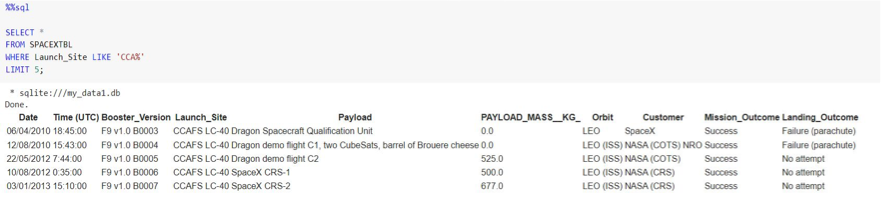 %%sql
SELECT *
FROM SPACEXTBL
WHERE Launch_Site LIKE 'CCA%'
LIMIT 5;
* sqlite:///my_data1.db
Done.
Date Time (UTC) Booster_Version Launch_Site Payload PAYLOAD_MASS__KG_ Orbit Customer Mission_Outcome Landing_Outcome
06/04/2010 18:45:00 F9 v1.0 B0003 CCAFS LC-40 Dragon Spacecraft Qualification Unit 0.0 LEO SpaceX Success Failure (parachute)
12/08/2010 15:43:00 F9 v1.0 B0004 CCAFS LC-40 Dragon demo flight C1, two CubeSats, barrel of Brouere cheese 0.0 LEO (ISS) NASA (COTS) NRO Success Failure (parachute)
22/05/2012 7:44:00 F9 v1.0 B0005 CCAFS LC-40 Dragon demo flight C2 525.0 LEO (ISS) NASA (COTS) Success No attempt
10/08/2012 0:35:00 F9 v1.0 B0006 CCAFS LC-40 SpaceX CRS-1 500.0 LEO (ISS) NASA (CRS) Success No attempt
03/01/2013 15:10:00 F9 v1.0 B0007 CCAFS LC-40 SpaceX CRS-2 677.0 LEO (ISS) NASA (CRS) Success No attempt